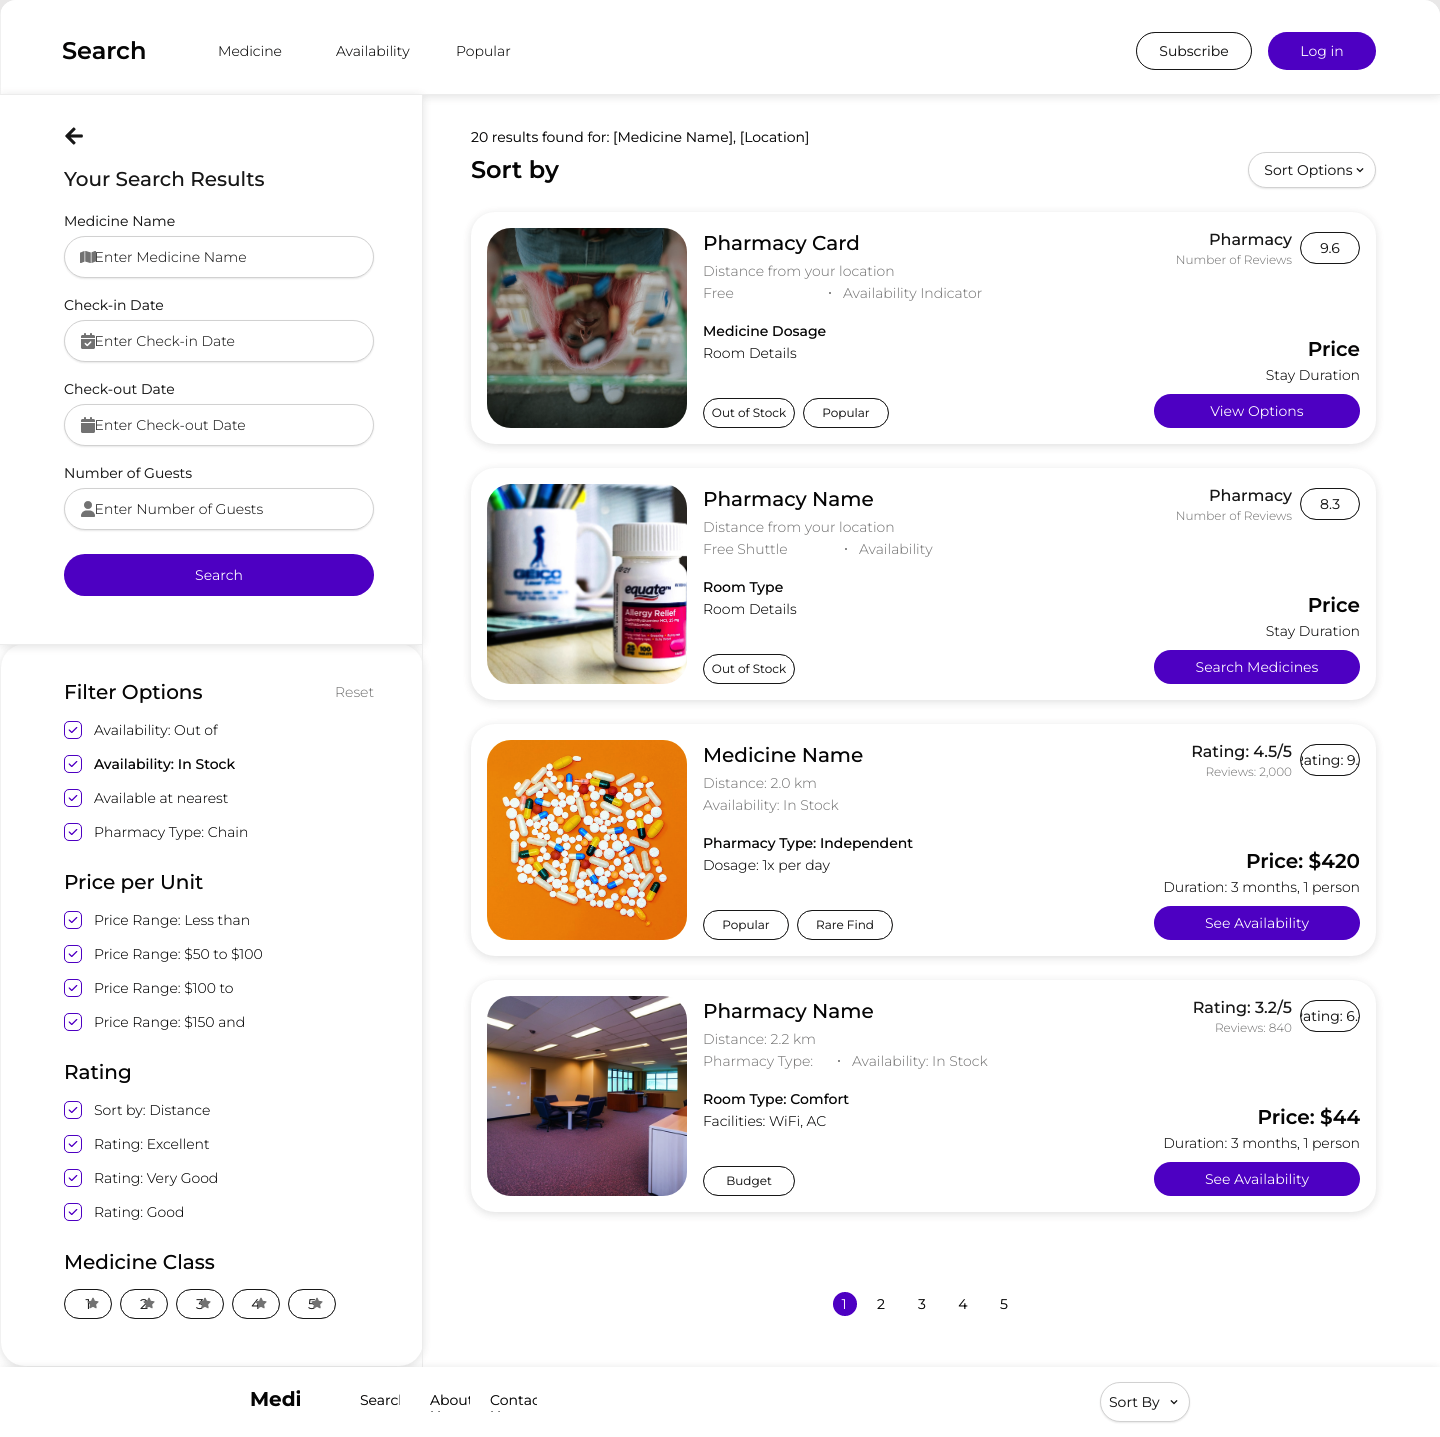 Search
Medicine
Availability
Popular
Subscribe
Log in
Your Search Results
Medicine Name
Enter Medicine Name
Check-in Date
Enter Check-in Date
Check-out Date
Enter Check-out Date
Number of Guests
Enter Number of Guests
Search
Filter Options
Reset
Availability: Out of
Availability: In Stock
Available at nearest
Pharmacy Type: Chain
Price per Unit
Price Range: Less than
Price Range: $50 to $100
Price Range: $100 to
Price Range: $150 and
Rating
Sort by: Distance
Rating: Excellent
Rating: Very Good
Rating: Good
Medicine Class
1
2
3
4
5
20 results found for: [Medicine Name], [Location]
Sort by
Sort Options
Pharmacy Card
Distance from your location
Free • Availability Indicator
Medicine Dosage
Room Details
Out of Stock
Popular
Pharmacy
Number of Reviews
9.6
Price
Stay Duration
View Options
GEICO
equate
Allergy Relief
Pharmacy Name
Distance from your location
Free Shuttle • Availability
Room Type
Room Details
Out of Stock
Pharmacy
Number of Reviews
8.3
Price
Stay Duration
Search Medicines
Medicine Name
Distance: 2.0 km
Availability: In Stock
Pharmacy Type: Independent
Dosage: 1x per day
Popular
Rare Find
Rating: 4.5/5
Reviews: 2,000
ating: 9.
Price: $420
Duration: 3 months, 1 person
See Availability
Pharmacy Name
Distance: 2.2 km
Pharmacy Type: • Availability: In Stock
Room Type: Comfort
Facilities: WiFi, AC
Budget
Rating: 3.2/5
Reviews: 840
ating: 6.
Price: $44
Duration: 3 months, 1 person
See Availability
1 2 3 4 5
Medi
Search
About
Contac
Sort By